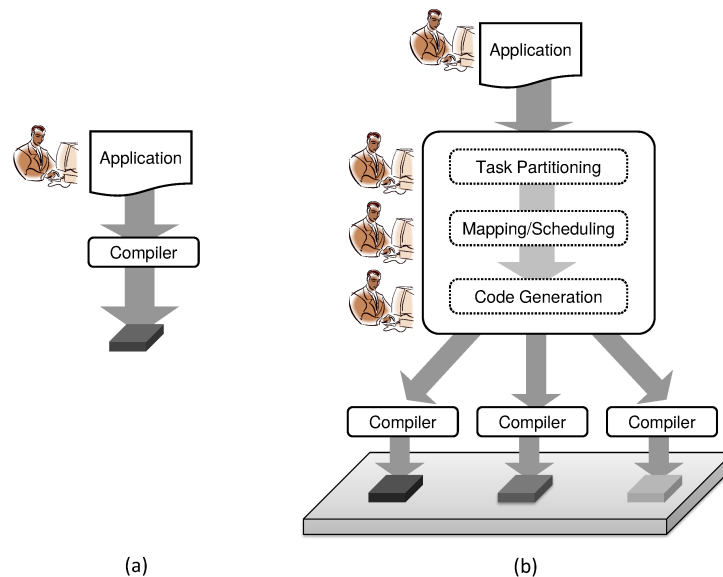 Application
Compiler
(a)
Application
Task Partitioning
Mapping/Scheduling
Code Generation
Compiler
Compiler
Compiler
(b)